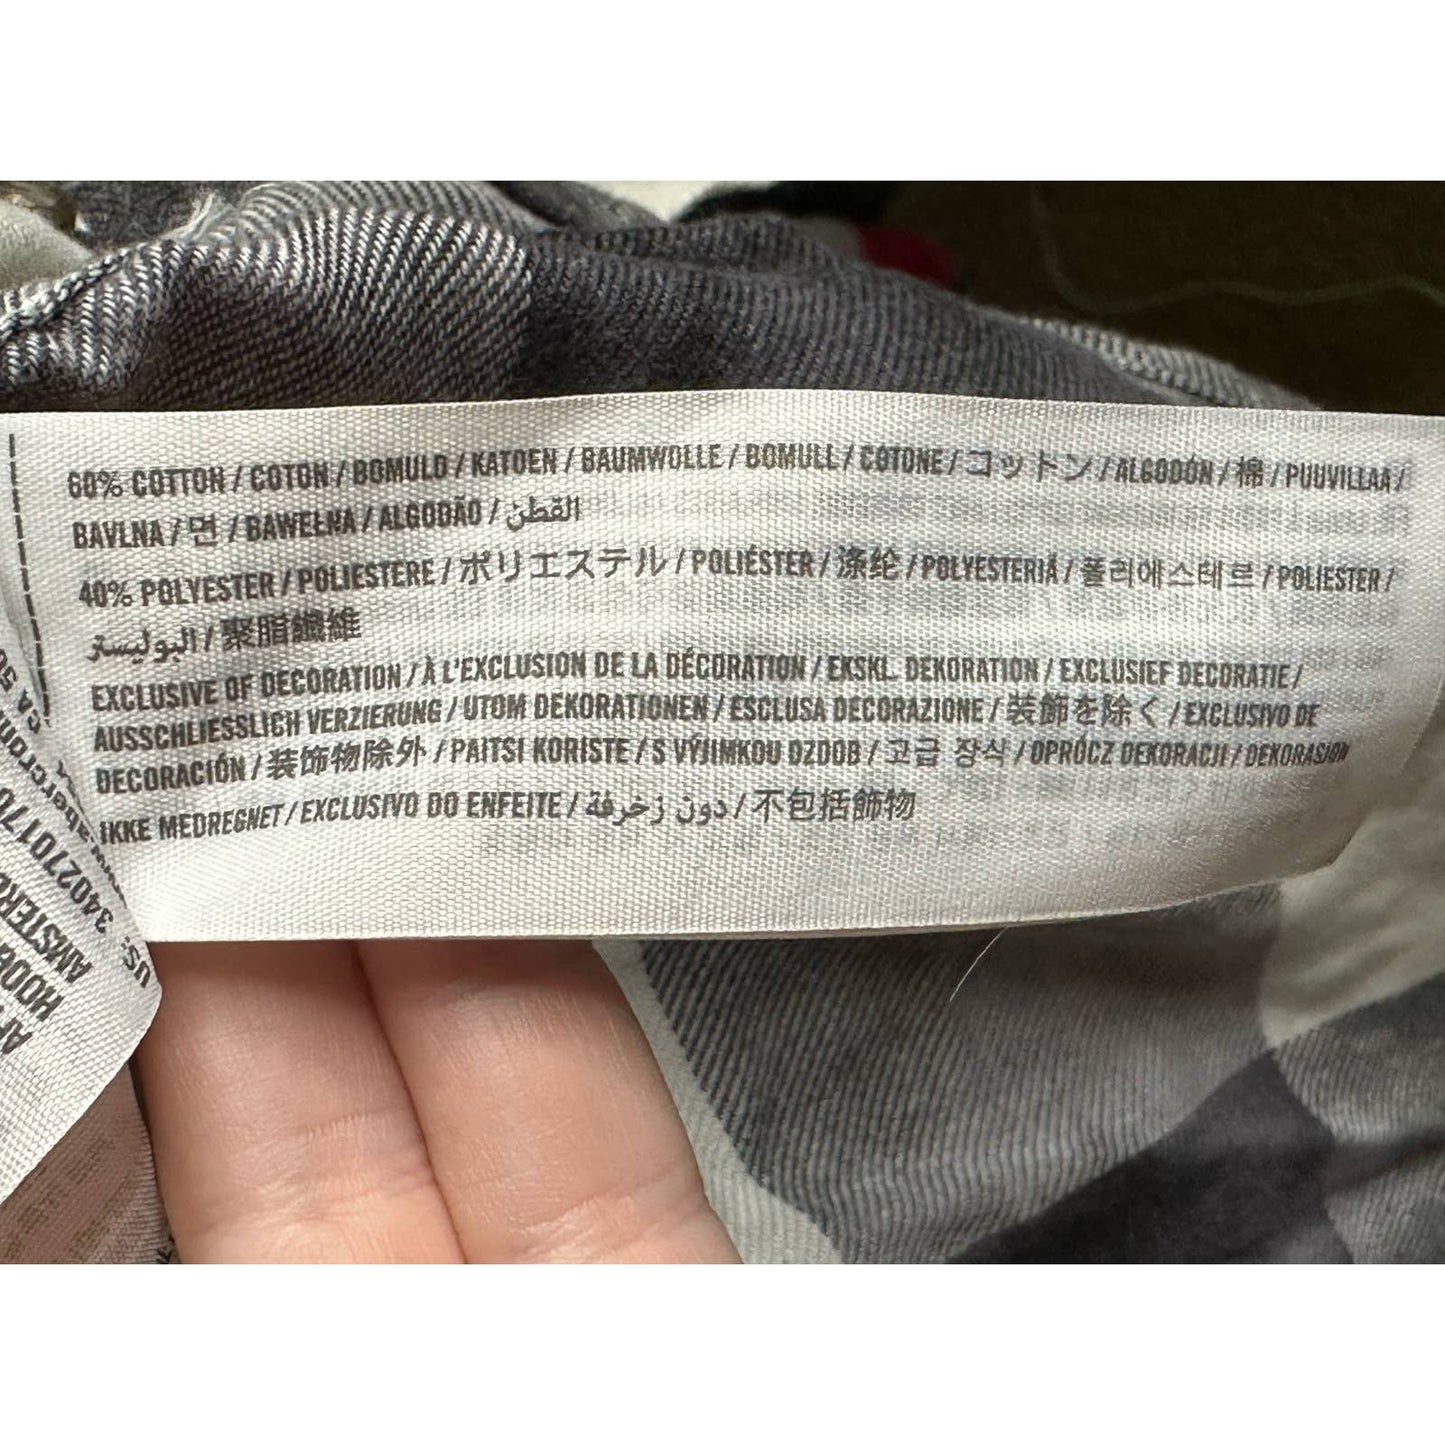 60% COTTON / COTON / BOMULD / KATOEN / BAUMWOLLE / BOMULL / COTONE / コットン / ALGODÓN / 棉 / PUUVILLAA /
BAVLNA / 면 / BAWEŁNA / ALGODÃO / القطن
40% POLYESTER / POLIESTERE / ポリエステル / POLIÉSTER / 涤纶 / POLYESTERIÁ / 폴리에스테르 / POLIESTER /
البوليستر / 聚脂纖維
EXCLUSIVE OF DECORATION / À L'EXCLUSION DE LA DÉCORATION / EKSKL. DEKORATION / EXCLUSIEF DECORATIE /
AUSSCHLIESSLICH VERZIERUNG / UTOM DEKORATIONEN / ESCLUSA DECORAZIONE / 装飾を除く / EXCLUSIVO DE
DECORACIÓN / 装饰物除外 / PAITSI KORISTE / S VÝJIMKOU OZDOB / 고급 장식 / OPRÓCZ DEKORACJI / DEKORASJON
IKKE MEDREGNET / EXCLUSIVO DO ENFEITE / دون زخرفة / 不包括飾物
US: 340270170